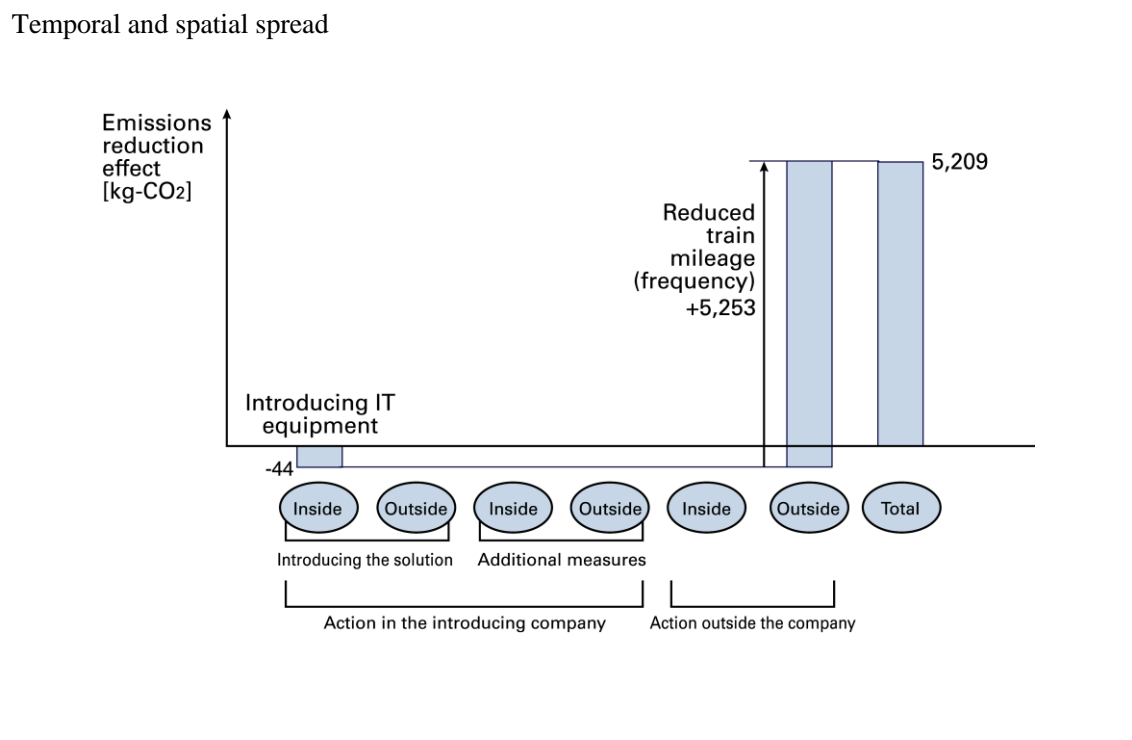 Temporal and spatial spread
Emissions
reduction
effect
[kg-CO2]
5,209
Reduced
train
mileage
(frequency)
+5,253
Introducing IT
equipment
-44
Inside Outside Inside Outside Inside Outside Total
Introducing the solution Additional measures
Action in the introducing company Action outside the company